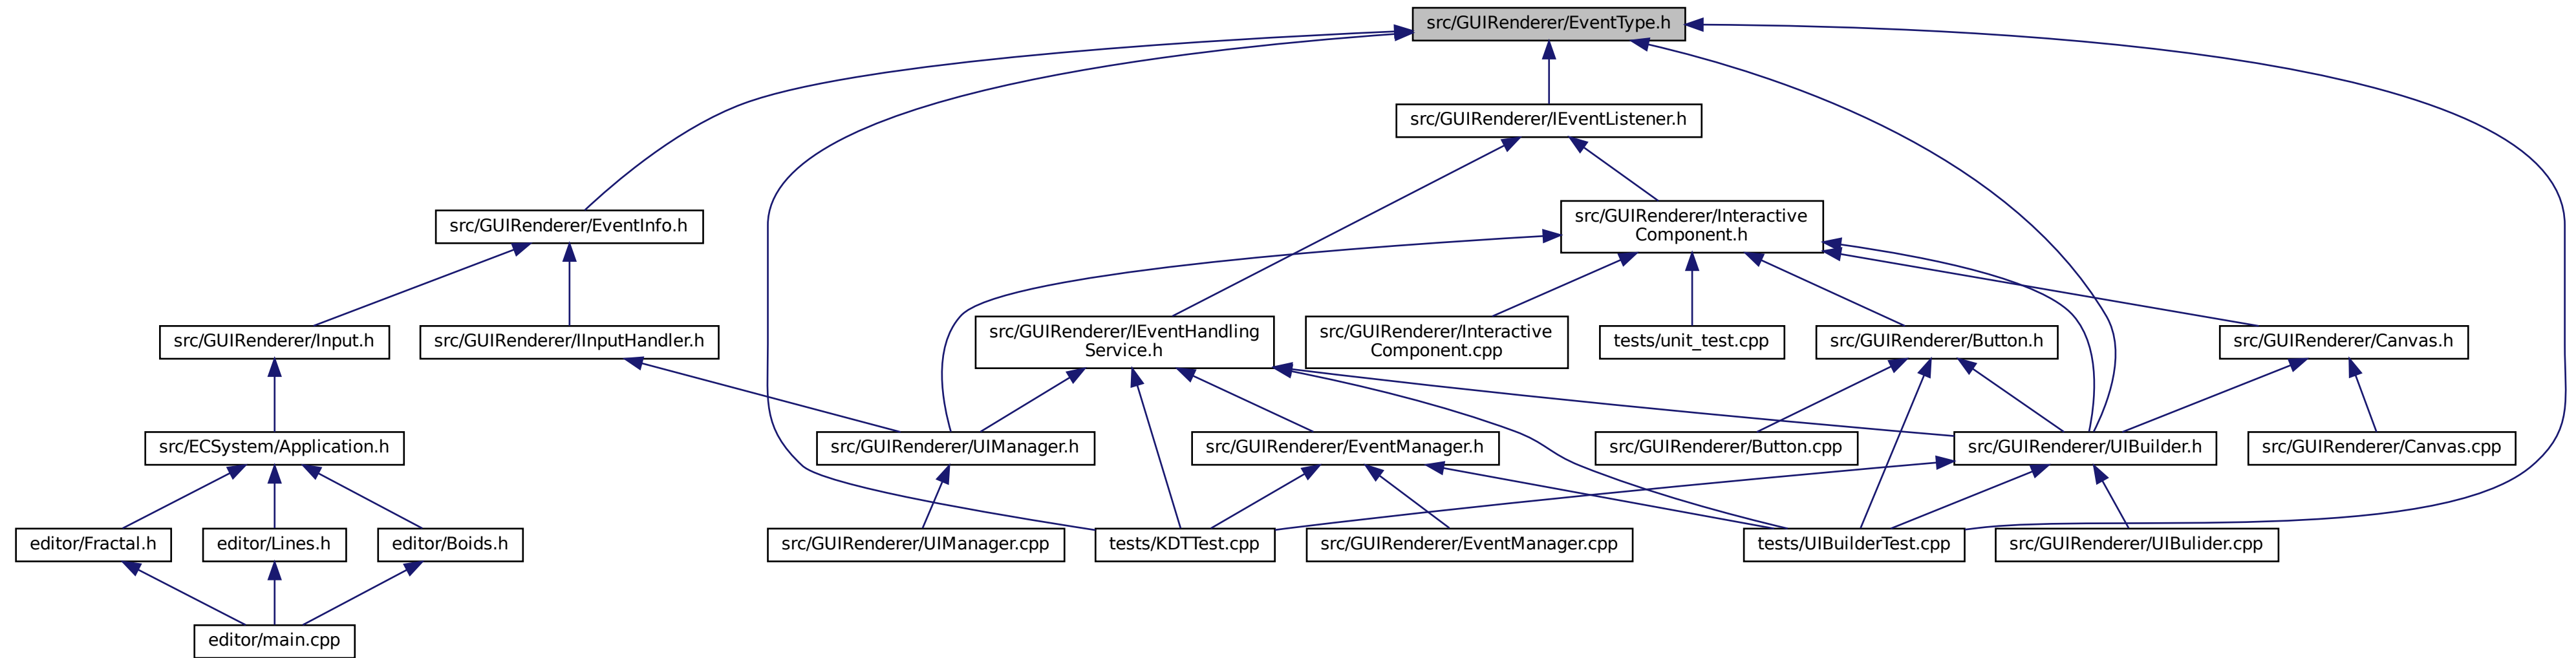 src/GUIRenderer/EventType.h
src/GUIRenderer/IEventListener.h
src/GUIRenderer/EventInfo.h
src/GUIRenderer/Interactive
Component.h
src/GUIRenderer/Input.h
src/GUIRenderer/IInputHandler.h
src/GUIRenderer/IEventHandling
Service.h
src/GUIRenderer/Interactive
Component.cpp
tests/unit_test.cpp
src/GUIRenderer/Button.h
src/GUIRenderer/Canvas.h
src/ECSystem/Application.h
src/GUIRenderer/UIManager.h
src/GUIRenderer/EventManager.h
src/GUIRenderer/Button.cpp
src/GUIRenderer/UIBuilder.h
src/GUIRenderer/Canvas.cpp
editor/Fractal.h
editor/Lines.h
editor/Boids.h
src/GUIRenderer/UIManager.cpp
tests/KDTTest.cpp
src/GUIRenderer/EventManager.cpp
tests/UIBuilderTest.cpp
src/GUIRenderer/UIBulider.cpp
editor/main.cpp